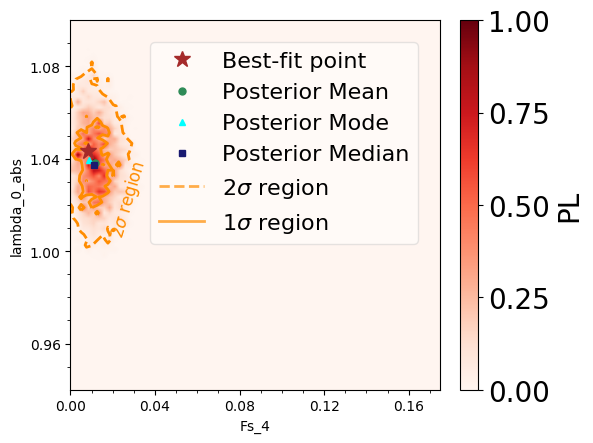 1.08
1.04
1.00
0.96
lambda_0_abs
0.00
0.04
0.08
0.12
0.16
Fs_4
2σ region
Best-fit point
Posterior Mean
Posterior Mode
Posterior Median
2σ region
1σ region
1.00
0.75
0.50
0.25
0.00
PL